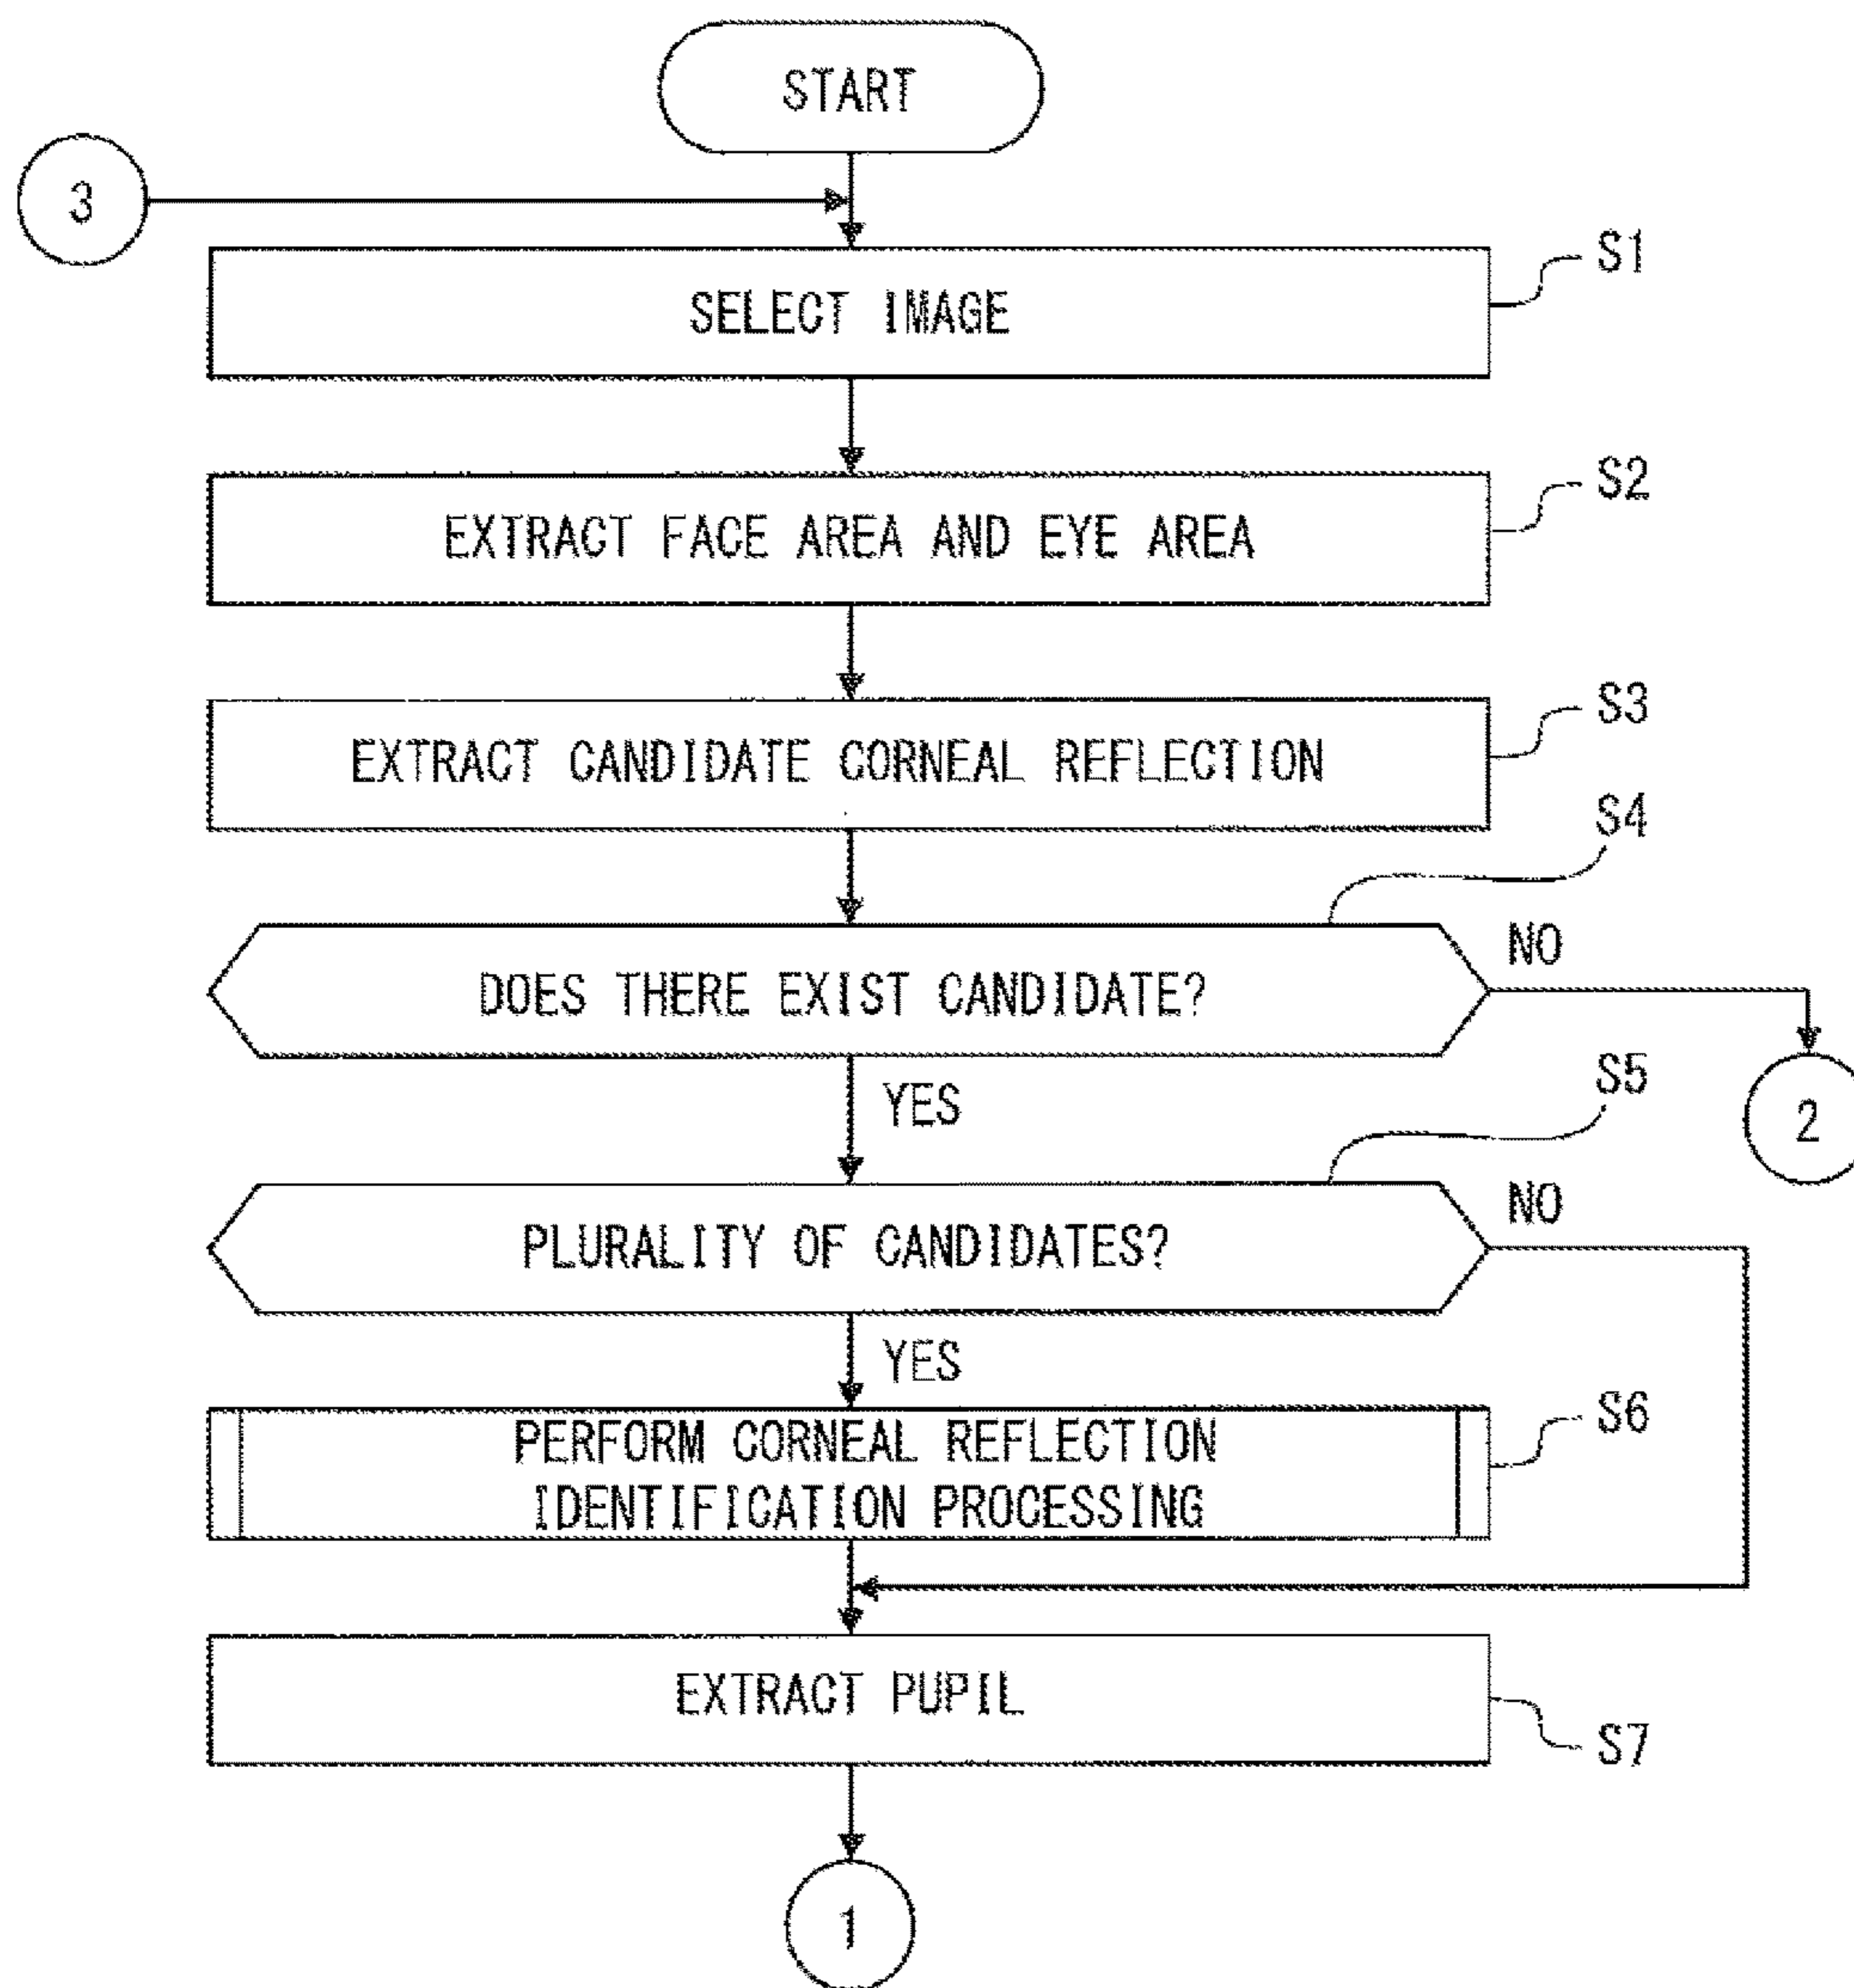 START
3
S1
SELECT IMAGE
S2
EXTRACT FACE AREA AND EYE AREA
S3
EXTRACT CANDIDATE CORNEAL REFLECTION
S4
NO
DOES THERE EXIST CANDIDATE?
S5
YES
2
NO
PLURALITY OF CANDIDATES?
YES
S6
PERFORM CORNEAL REFLECTION
IDENTIFICATION PROCESSING
EXTRACT PUPIL
S7
1